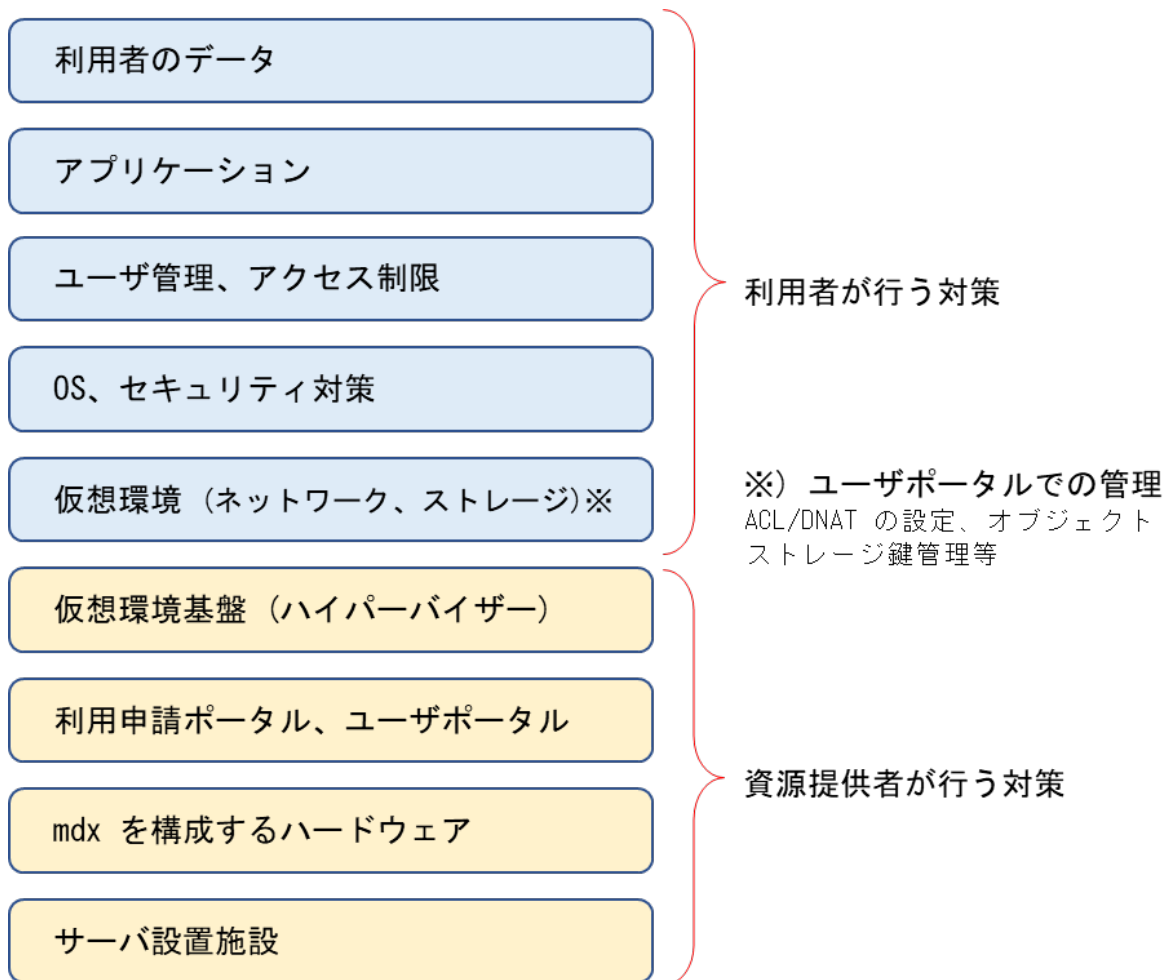 利用者のデータ
アプリケーション
ユーザ管理、アクセス制限
利用者が行う対策
OS、セキュリティ対策
仮想環境 (ネットワーク、ストレージ)※
※) ユーザポータルでの管理
ACL/DNAT の設定、オブジェクト
ストレージ鍵管理等
仮想環境基盤 (ハイパーバイザー)
利用申請ポータル、ユーザポータル
資源提供者が行う対策
mdx を構成するハードウェア
サーバ設置施設